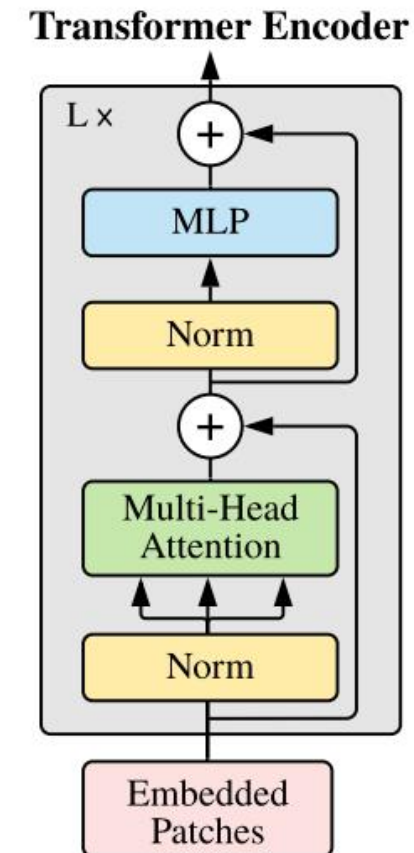 Transformer Encoder
L ×
MLP
Norm
Multi-Head
Attention
Norm
Embedded
Patches